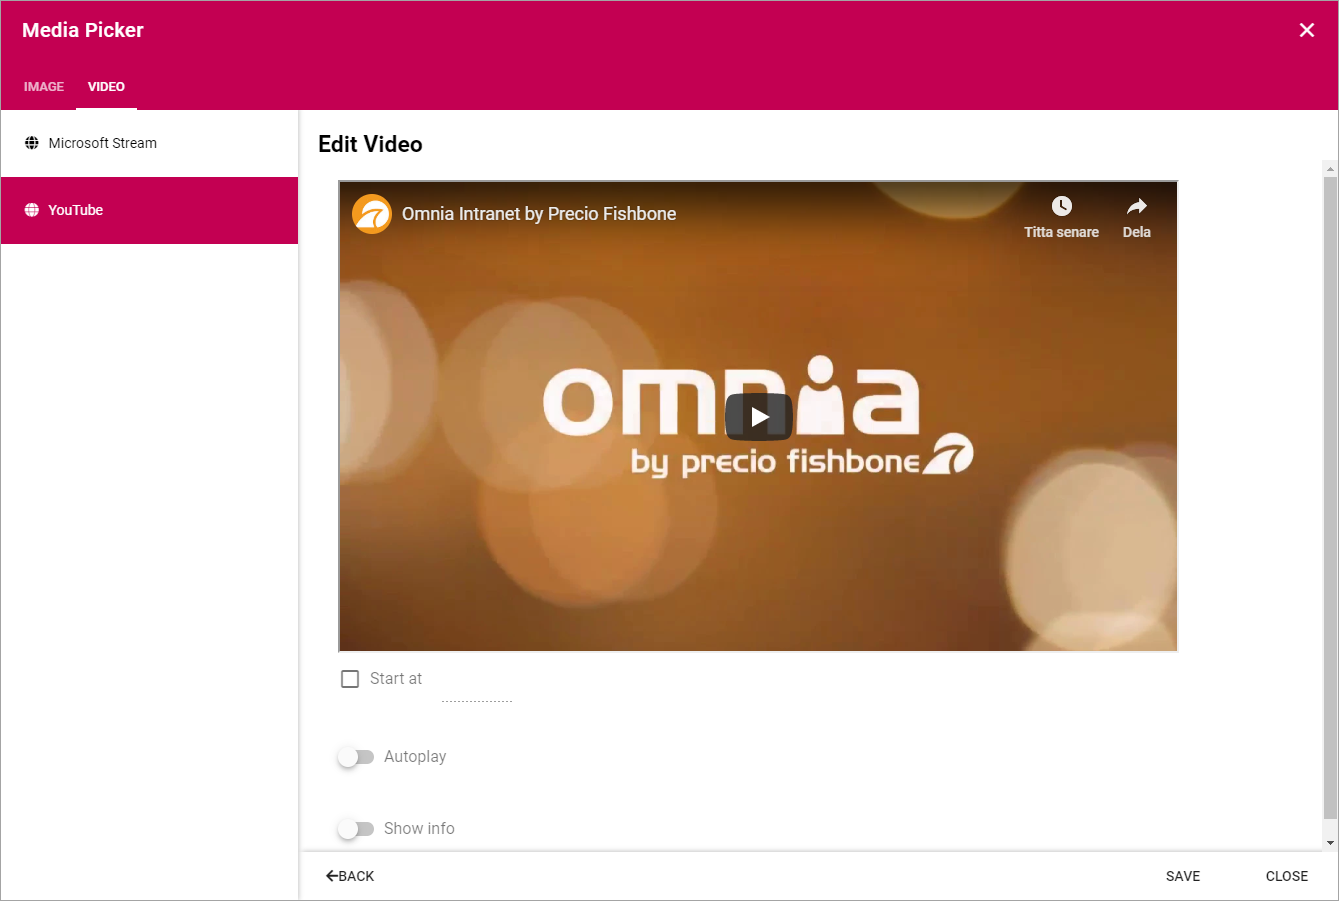 Media Picker
IMAGE
VIDEO
Microsoft Stream
YouTube
Edit Video
Omnia Intranet by Precio Fishbone
Titta senare
Dela
omnia
by precio fishbone
Start at
Autoplay
Show info
BACK
SAVE
CLOSE